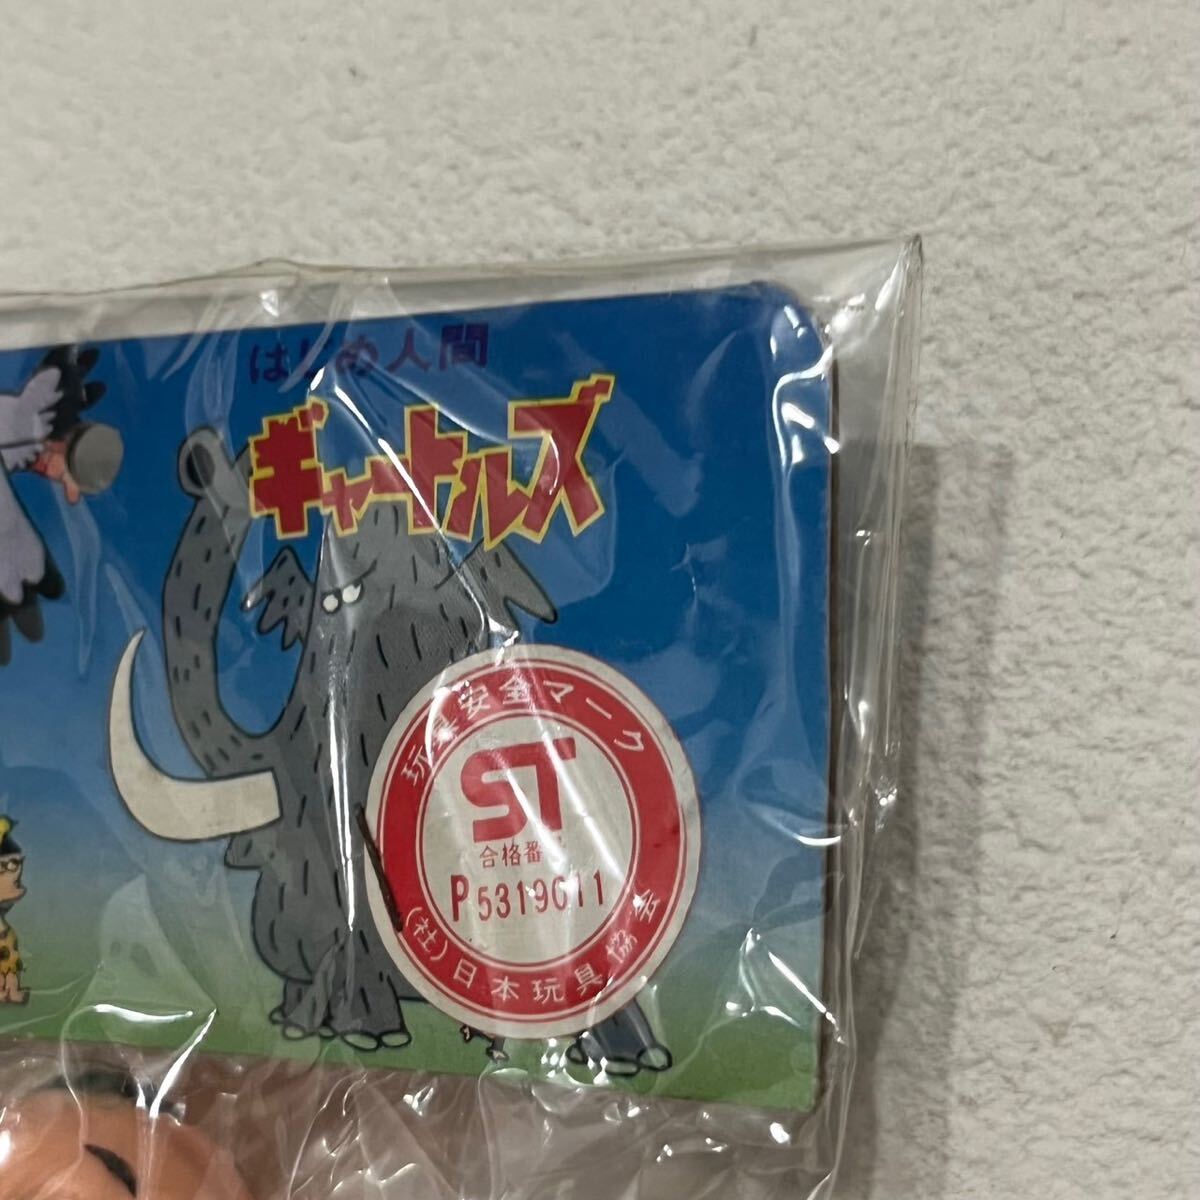 はじめ人間
ギャートルズ
玩具安全マーク
ST
合格番号
P5319611
(社)日本玩具協会